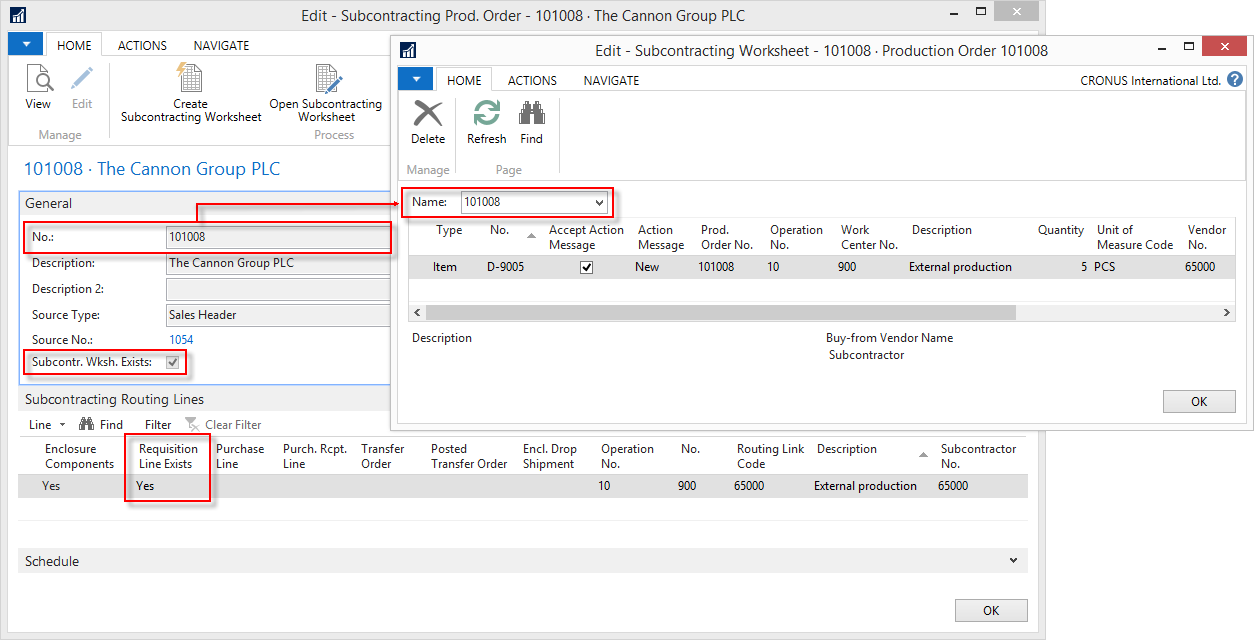 Edit - Subcontracting Prod. Order - 101008 · The Cannon Group PLC
HOME ACTIONS NAVIGATE
View Edit Create Subcontracting Worksheet Open Subcontracting Worksheet
Manage Process
101008 · The Cannon Group PLC
General
No.: 101008
Description: The Cannon Group PLC
Description 2:
Source Type: Sales Header
Source No.: 1054
Subcontr. Wksh. Exists:
Subcontracting Routing Lines
Line Find Filter Clear Filter
Enclosure Components Requisition Line Exists Purchase Line Purch. Rcpt. Line Transfer Order Posted Transfer Order Encl. Drop Shipment Operation No. No. Routing Link Code Description Subcontractor No.
Yes Yes 10 900 65000 External production 65000
Schedule
OK
Edit - Subcontracting Worksheet - 101008 · Production Order 101008
HOME ACTIONS NAVIGATE CRONUS International Ltd. ?
Delete Refresh Find
Manage Page
Name: 101008
Type No. Accept Action Message Action Message Prod. Order No. Operation No. Work Center No. Description Quantity Unit of Measure Code Vendor No.
Item D-9005 New 101008 10 900 External production 5 PCS 65000
Description Buy-from Vendor Name
Subcontractor
OK